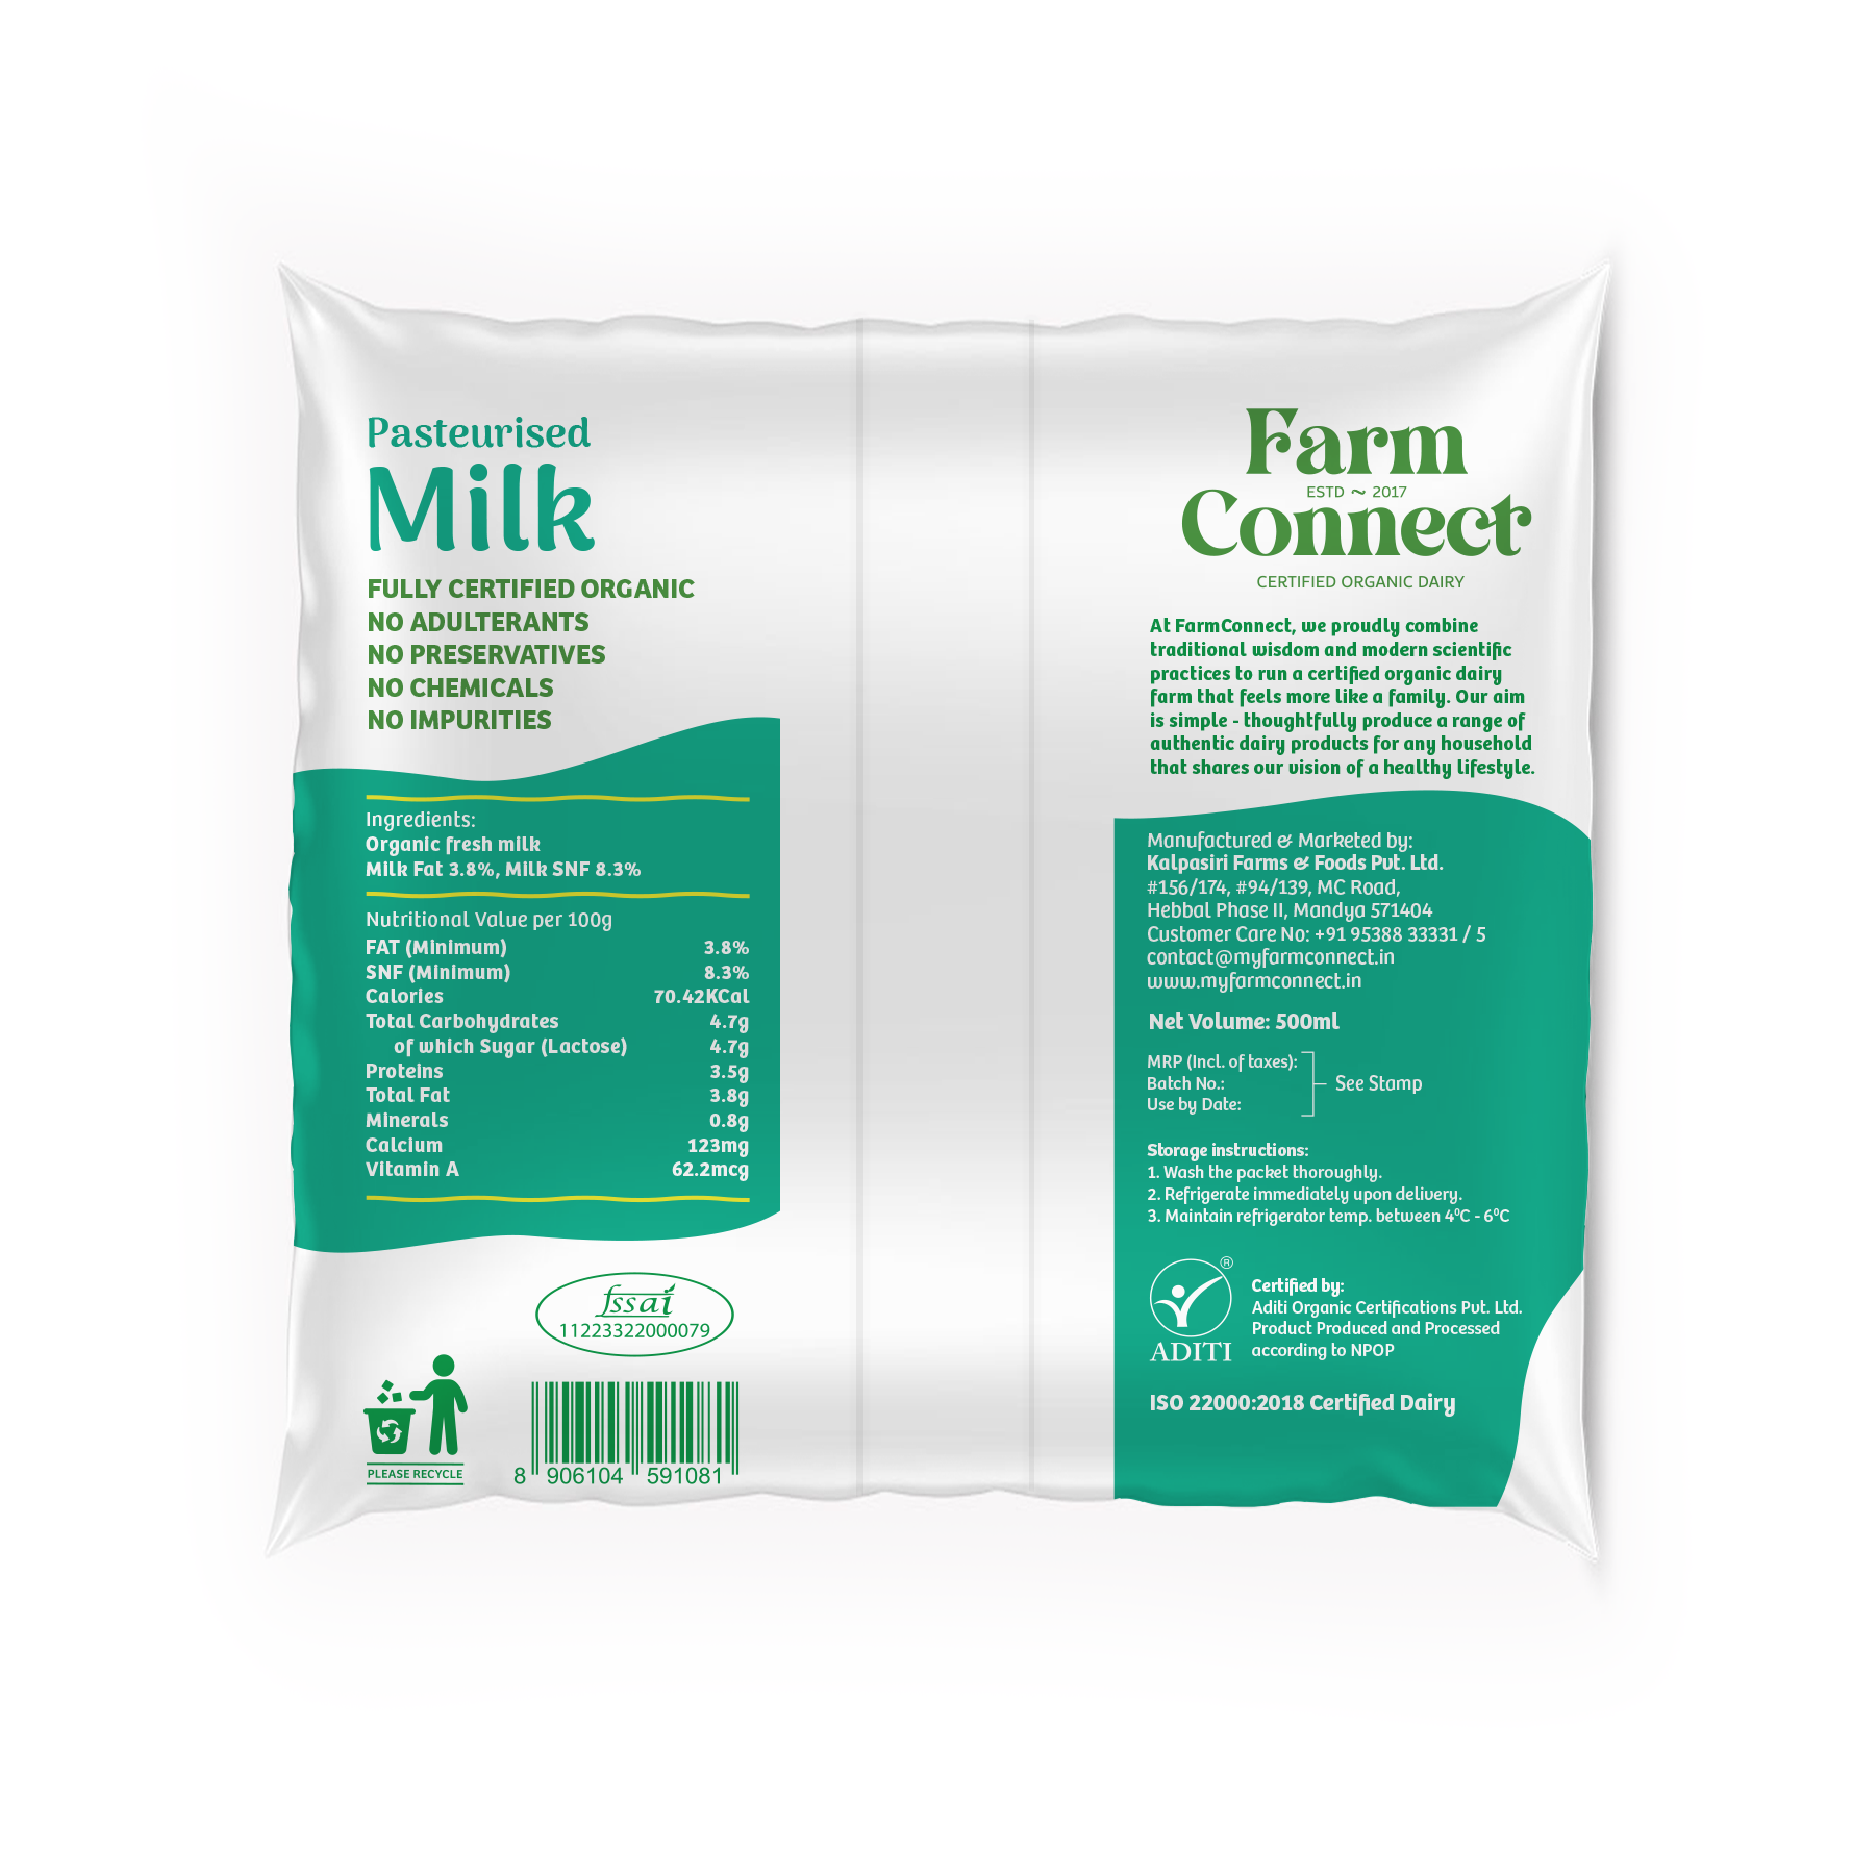 Pasteurised
Milk
FULLY CERTIFIED ORGANIC
NO ADULTERANTS
NO PRESERVATIVES
NO CHEMICALS
NO IMPURITIES
Ingredients:
Organic fresh milk
Milk Fat 3.8%, Milk SNF 8.3%
Nutritional Value per 100g
FAT (Minimum) 3.8%
SNF (Minimum) 8.3%
Calories 70.42KCal
Total Carbohydrates 4.7g
of which Sugar (Lactose) 4.7g
Proteins 3.5g
Total Fat 3.8g
Minerals 0.8g
Calcium 123mg
Vitamin A 62.2mcg
fssai
11223322000079
PLEASE RECYCLE
8 906104 591081
Farm
ESTD ~ 2017
Connect
CERTIFIED ORGANIC DAIRY
At FarmConnect, we proudly combine
traditional wisdom and modern scientific
practices to run a certified organic dairy
farm that feels more like a family. Our aim
is simple - thoughtfully produce a range of
authentic dairy products for any household
that shares our vision of a healthy lifestyle.
Manufactured & Marketed by:
Kalpasiri Farms & Foods Pvt. Ltd.
#156/174, #94/139, MC Road,
Hebbal Phase II, Mandya 571404
Customer Care No: +91 95388 33331 / 5
contact@myfarmconnect.in
www.myfarmconnect.in
Net Volume: 500ml
MRP (Incl. of taxes):
Batch No.:
Use by Date:
See Stamp
Storage instructions:
1. Wash the packet thoroughly.
2. Refrigerate immediately upon delivery.
3. Maintain refrigerator temp. between 4⁰C - 6⁰C
®
ADITI
Certified by:
Aditi Organic Certifications Pvt. Ltd.
Product Produced and Processed
according to NPOP
ISO 22000:2018 Certified Dairy